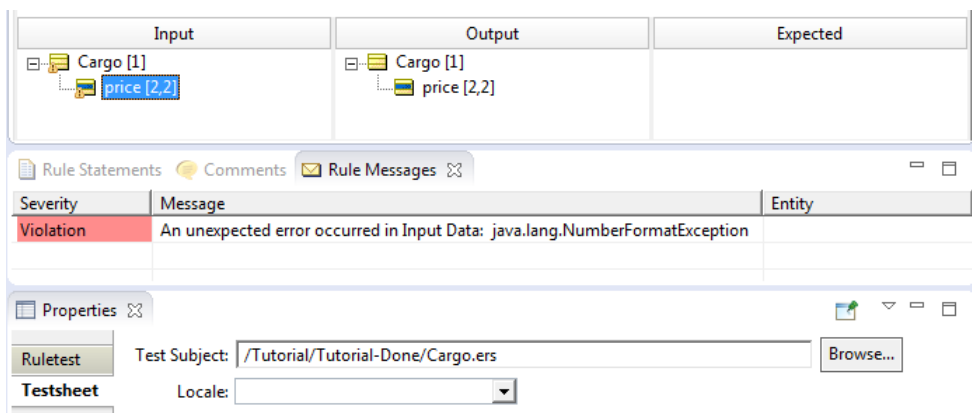 Input Output Expected
Cargo [1] Cargo [1]
price [2,2] price [2,2]
Rule Statements Comments Rule Messages
Severity Message Entity
Violation An unexpected error occurred in Input Data: java.lang.NumberFormatException
Properties
Ruletest Test Subject: /Tutorial/Tutorial-Done/Cargo.ers Browse...
Testsheet Locale: